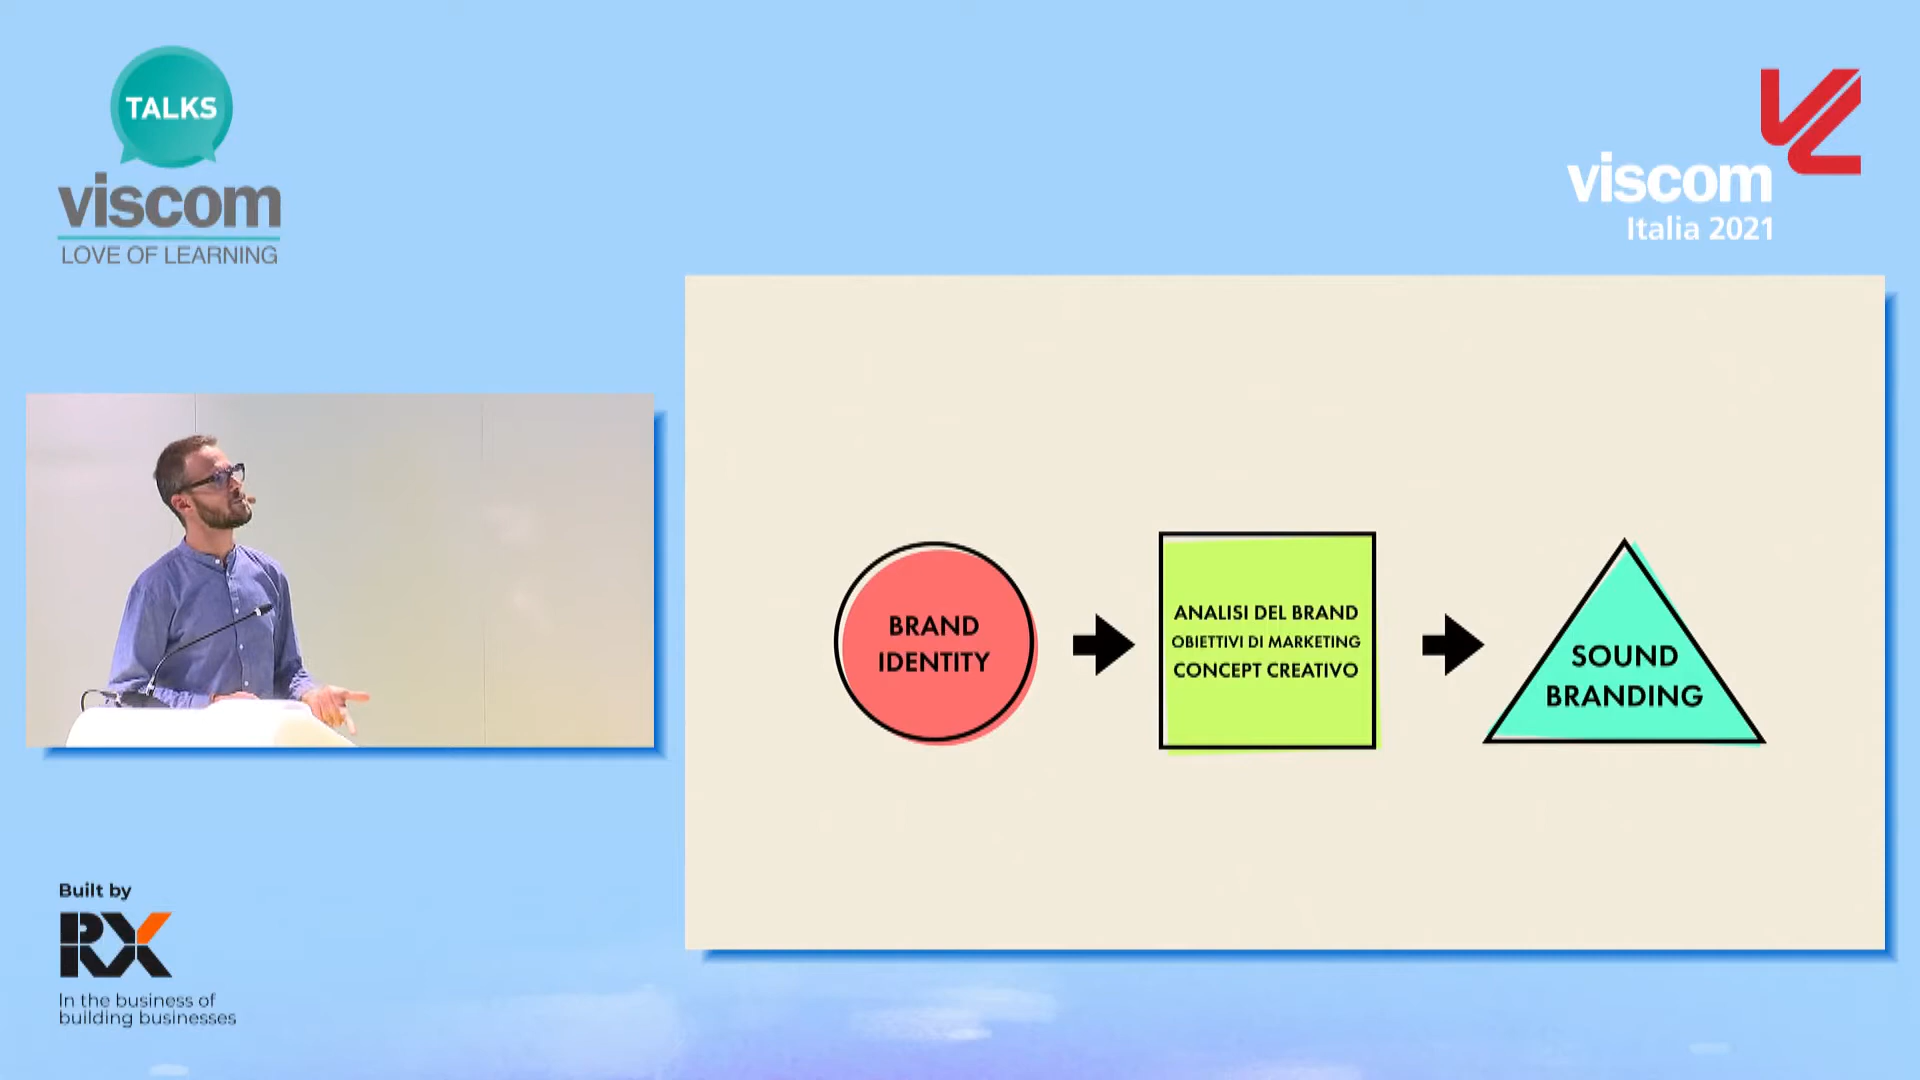 TALKS
viscom
LOVE OF LEARNING
viscom
Italia 2021
BRAND
IDENTITY
ANALISI DEL BRAND
OBIETTIVI DI MARKETING
CONCEPT CREATIVO
SOUND
BRANDING
Built by
RX
In the business of
building businesses